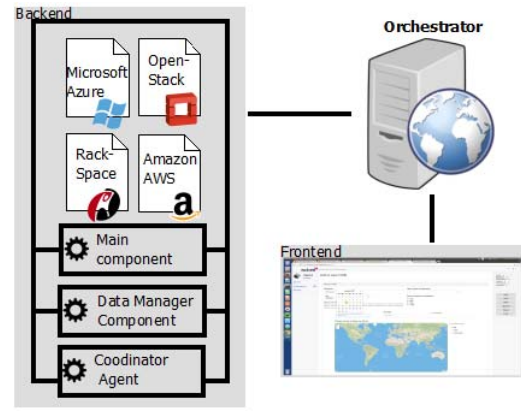 Backend
Microsoft
Azure
Open-
Stack
Rack-
Space
Amazon
AWS
a
Main
component
Data Manager
Component
Coodinator
Agent
Orchestrator
Frontend